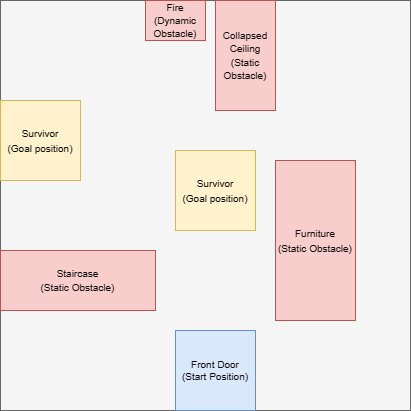 Fire
(Dynamic
Obstacle)
Collapsed
Ceiling
(Static
Obstacle)
Survivor
(Goal position)
Survivor
(Goal position)
Furniture
(Static Obstacle)
Staircase
(Static Obstacle)
Front Door
(Start Position)